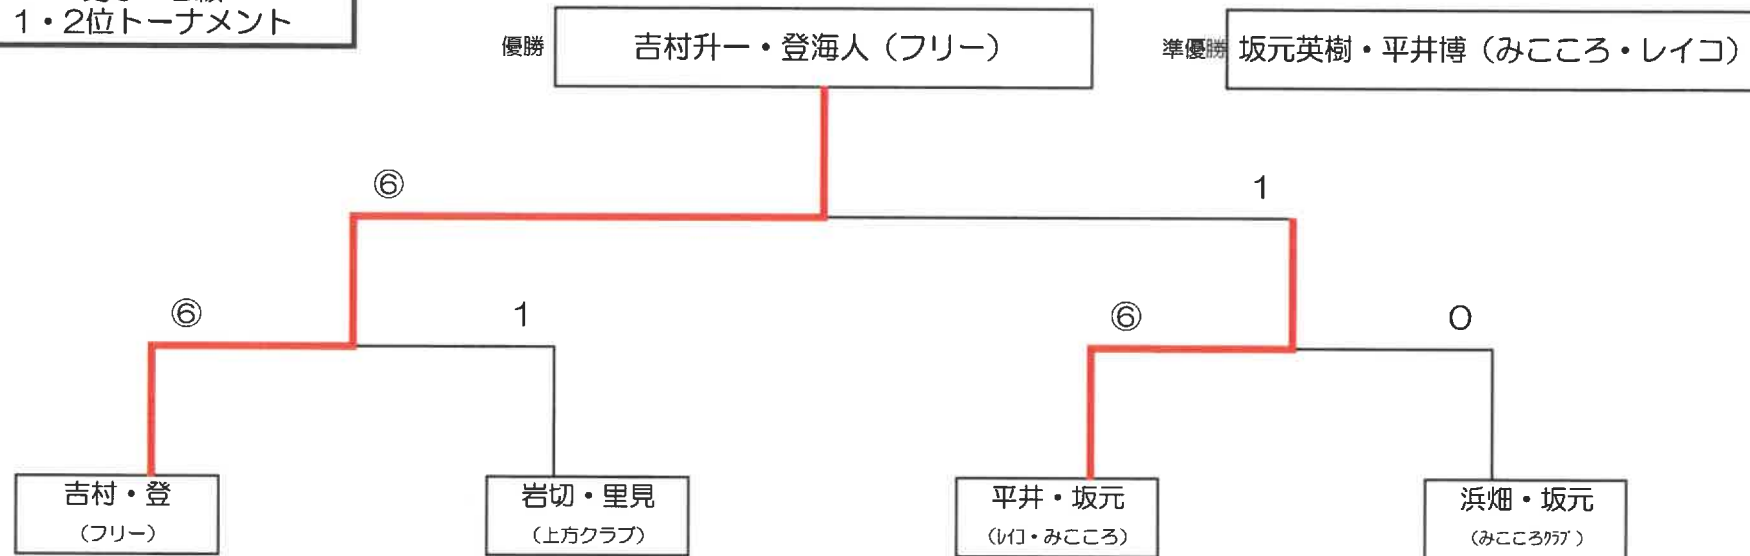 1・2位トーナメント
優勝
吉村升一・登海人（フリー）
準優勝
坂元英樹・平井博（みこころ・レイコ）
⑥
1
⑥
1
⑥
0
吉村・登
（フリー）
岩切・里見
（上方クラブ）
平井・坂元
（ﾚｲｺ・みこころ）
浜畑・坂元
（みこころｸﾗﾌﾞ）